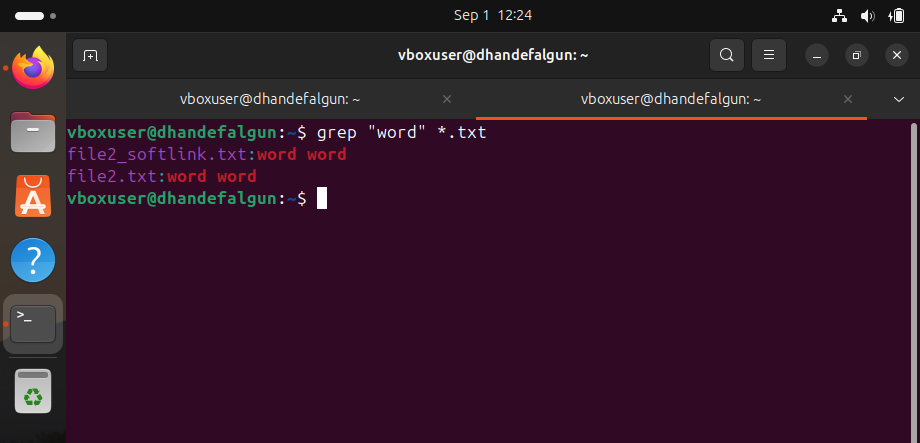 Sep 1 12:24
vboxuser@dhandefalgun: ~
vboxuser@dhandefalgun: ~
vboxuser@dhandefalgun: ~
vboxuser@dhandefalgun:~$ grep "word" *.txt
file2_softlink.txt:word word
file2.txt:word word
vboxuser@dhandefalgun:~$